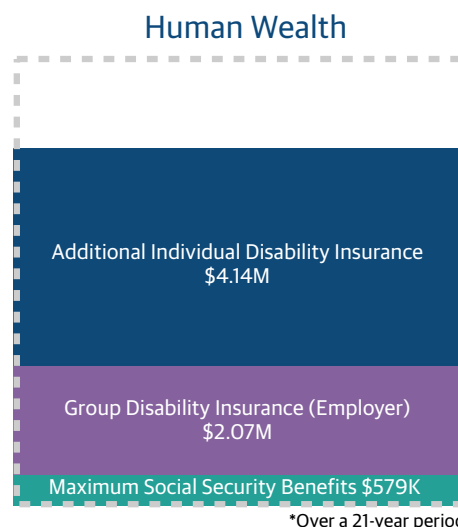 Human Wealth
Additional Individual Disability Insurance
$4.14M
Group Disability Insurance (Employer)
$2.07M
Maximum Social Security Benefits $579K
*Over a 21-year period